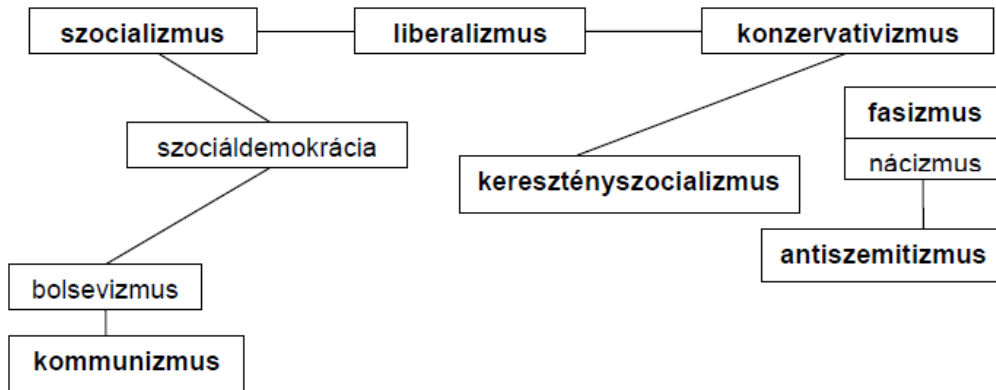 szocializmus
liberalizmus
konzervativizmus
fasizmus
szociáldemokrácia
nácizmus
keresztényszocializmus
antiszemitizmus
bolsevizmus
kommunizmus